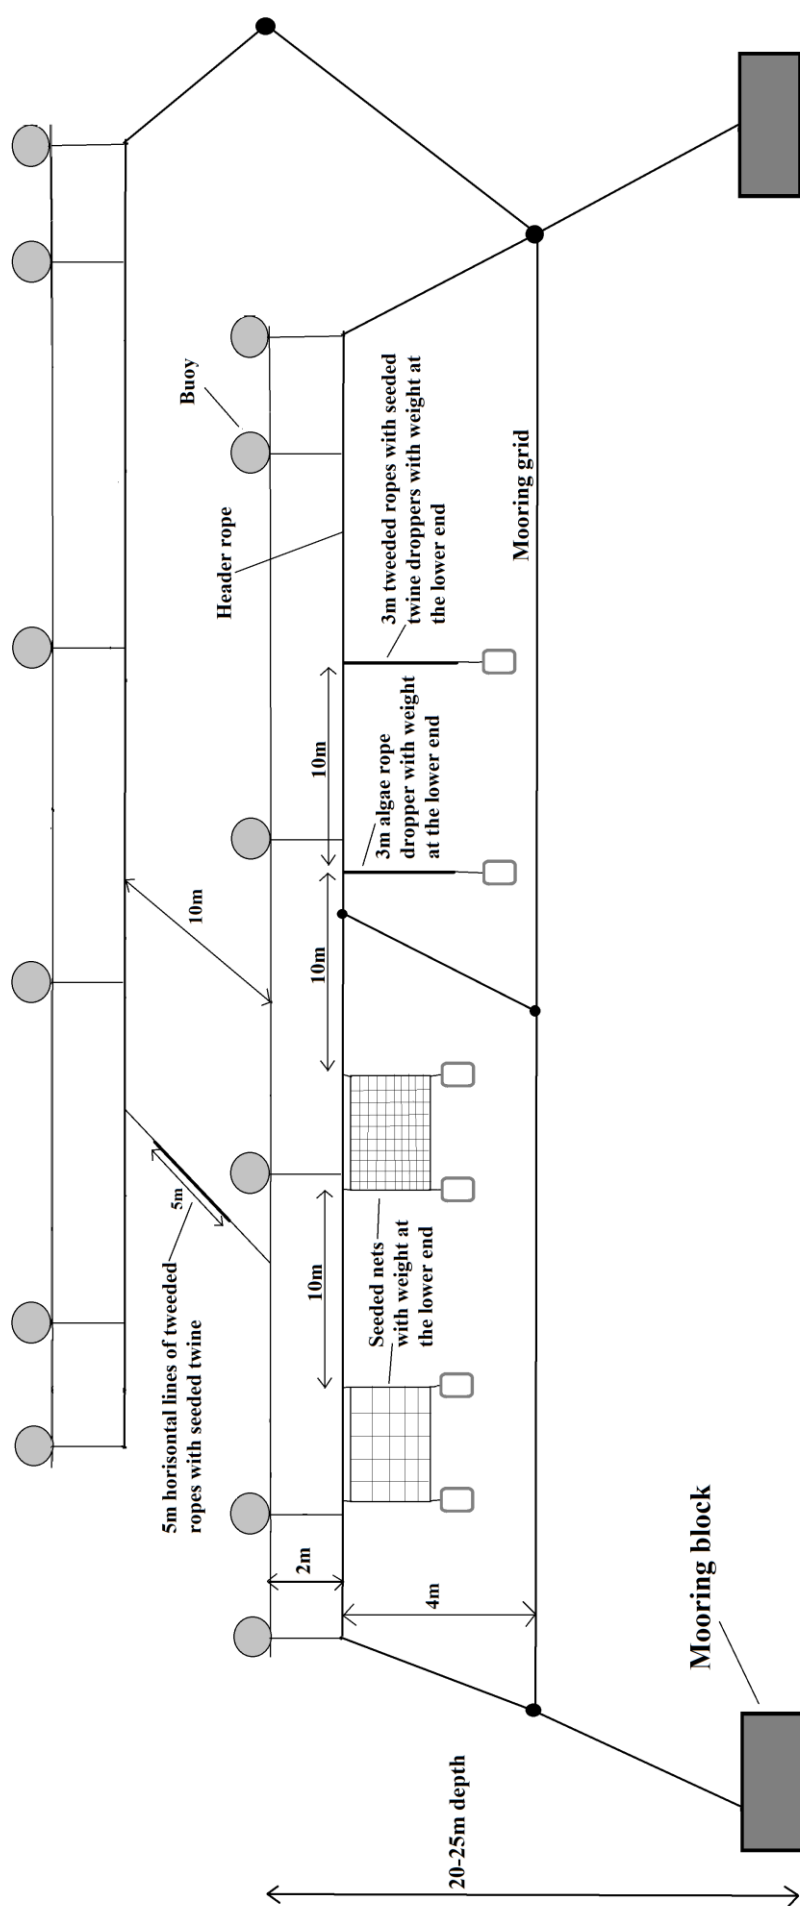 Buoy
Header rope
3m tweeded ropes with seeded
twine droppers with weight at
the lower end
Mooring grid
10m
3m algae rope
dropper with weight
at the lower end
10m
10m
5m
5m horisontal lines of tweeded
ropes with seeded twine
10m
Seeded nets
with weight at
the lower end
2m
4m
Mooring block
20-25m depth